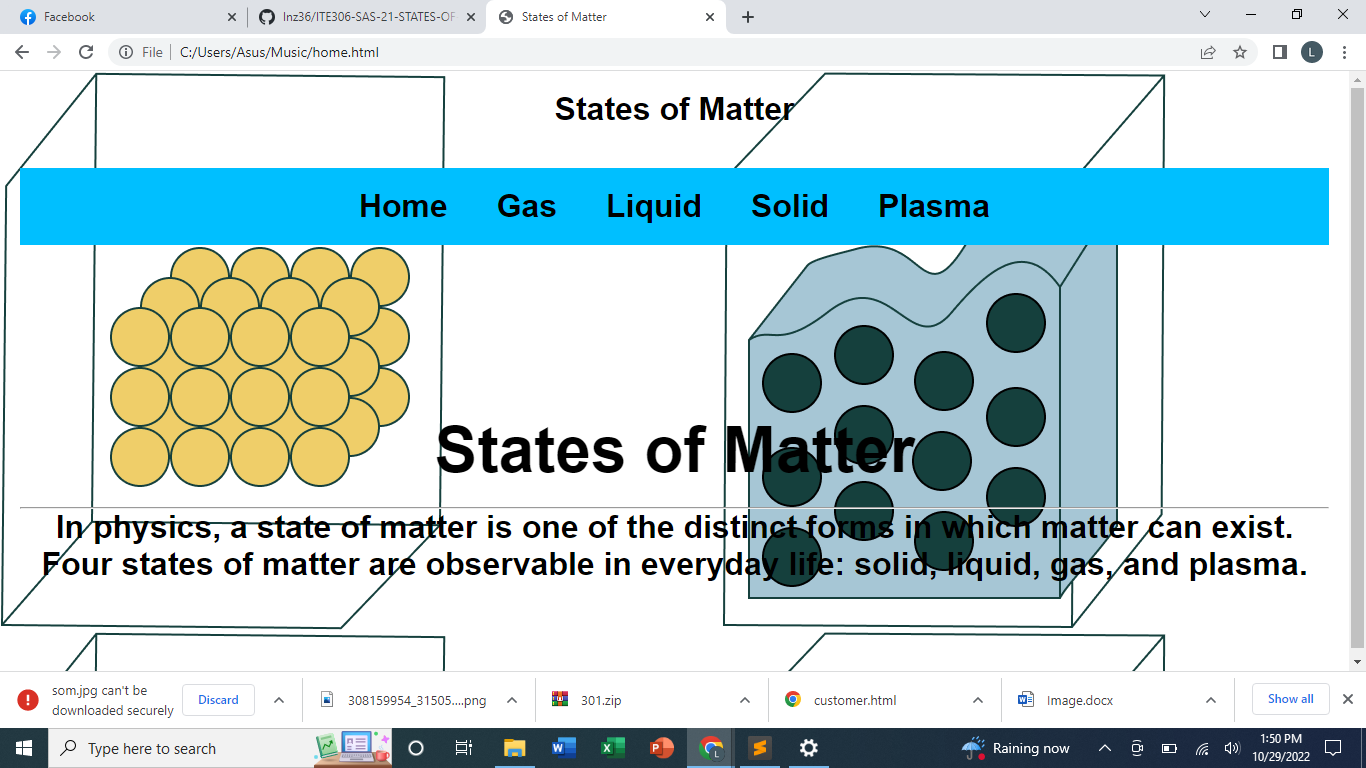 Facebook
lnz36/ITE306-SAS-21-STATES-OF
States of Matter
File
C:/Users/Asus/Music/home.html
L
States of Matter
Home Gas Liquid Solid Plasma
States of Matter
In physics, a state of matter is one of the distinct forms in which matter can exist.
Four states of matter are observable in everyday life: solid, liquid, gas, and plasma.
som.jpg can't be
downloaded securely
Discard
308159954_31505....png
301.zip
customer.html
Image.docx
Show all
Type here to search
Raining now
1:50 PM
10/29/2022